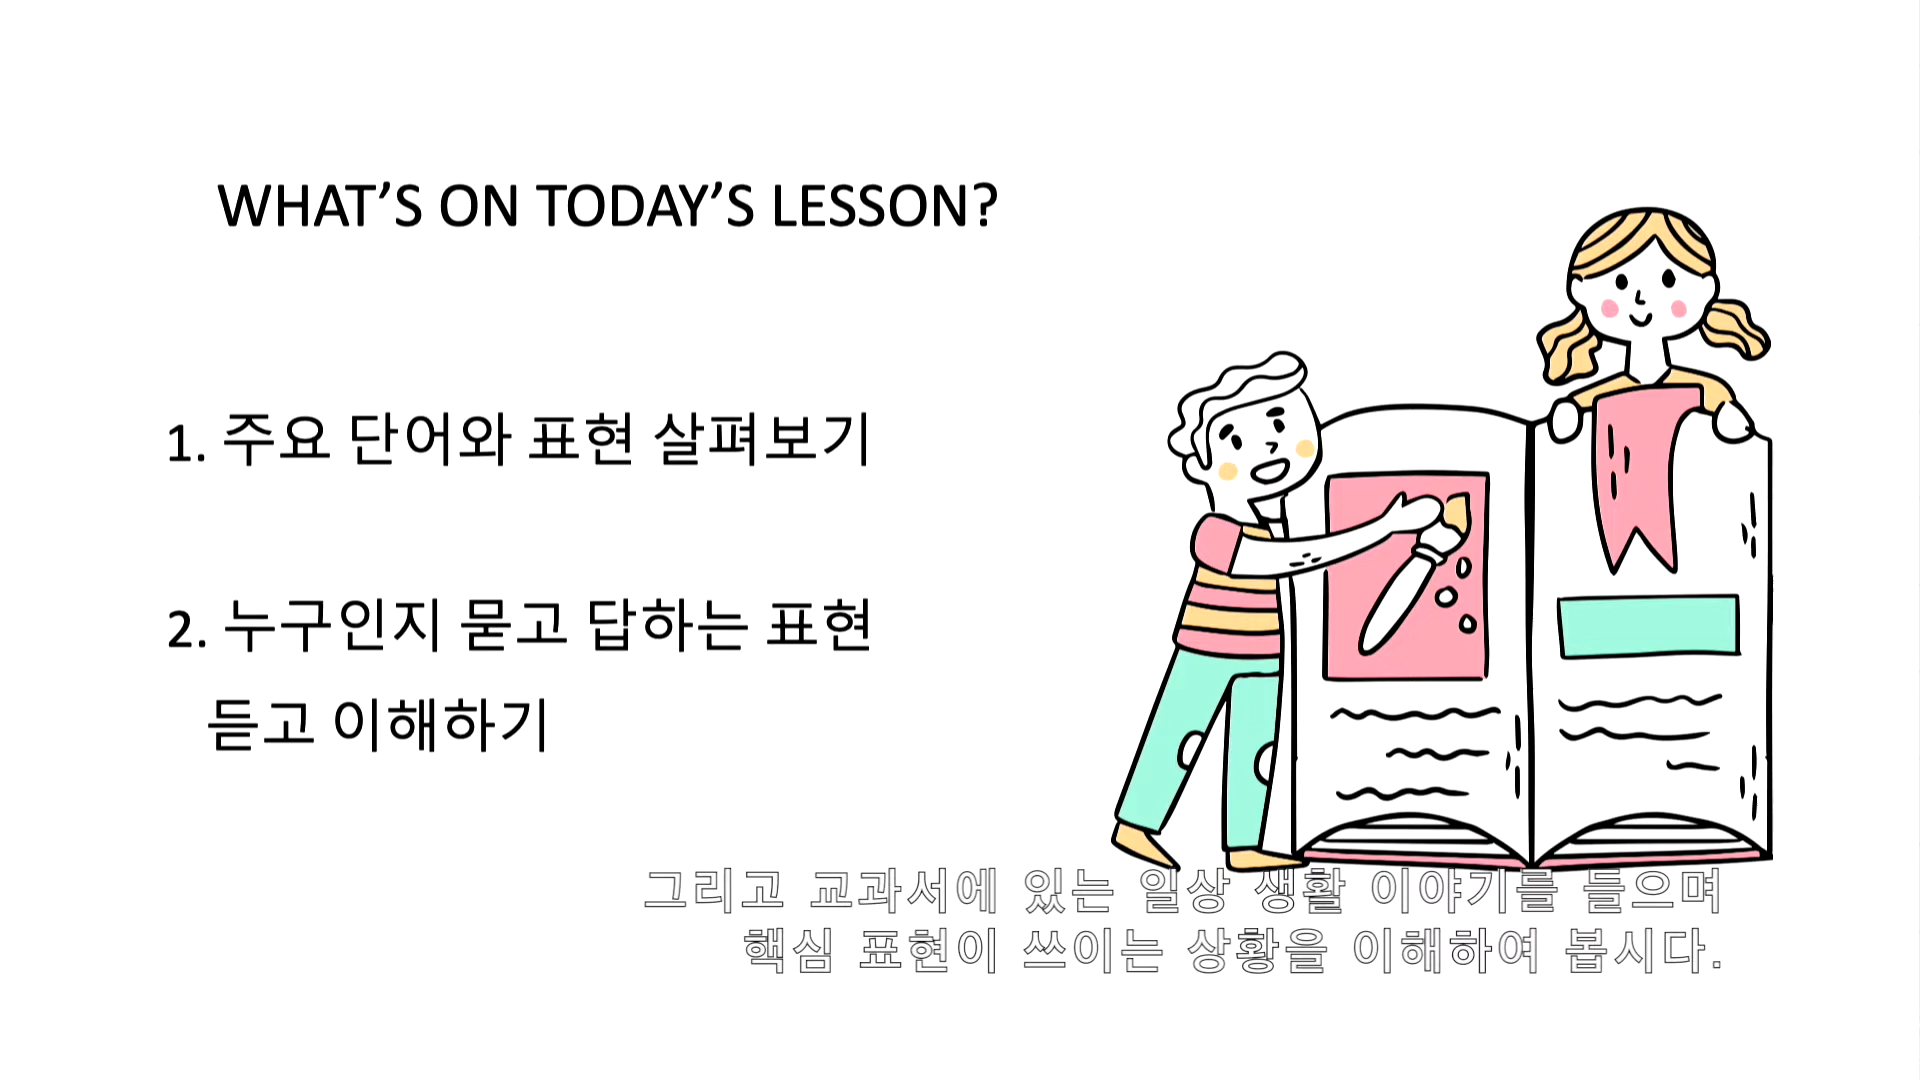 WHAT’S ON TODAY’S LESSON?
1. 주요 단어와 표현 살펴보기
2. 누구인지 묻고 답하는 표현
듣고 이해하기
그리고 교과서에 있는 일상 생활 이야기를 들으며
핵심 표현이 쓰이는 상황을 이해하여 봅시다.